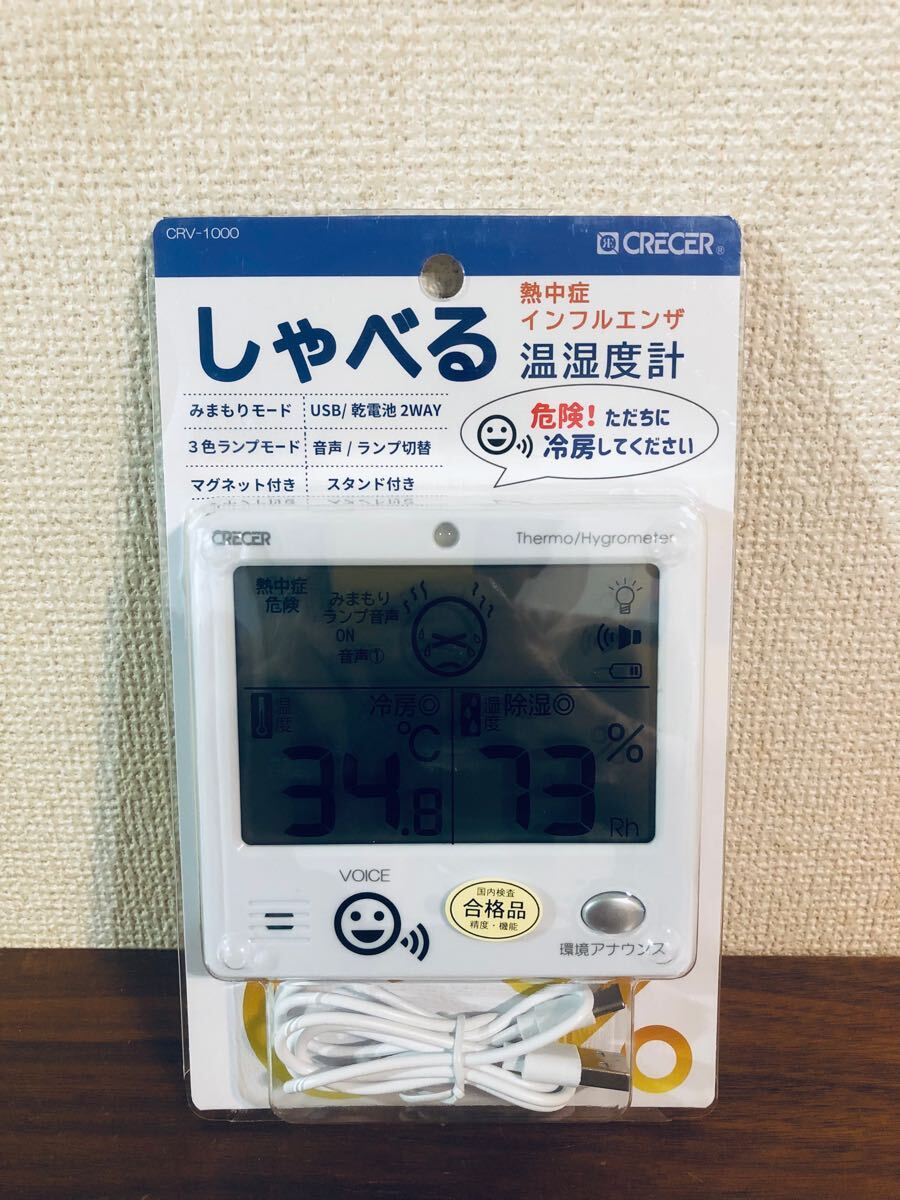 CRV-1000
CRECER®
しゃべる
熱中症
インフルエンザ
温湿度計
みまもりモード
USB/乾電池 2WAY
3色ランプモード
音声/ランプ切替
マグネット付き
スタンド付き
危険!ただちに
冷房してください
CRECER
Thermo/Hygrometer
熱中症
危険
みまもり
ランプ音声
ON
音声①
温度
冷房◎
34.8
℃
湿度
除湿◎
73
%
Rh
VOICE
国内検査
合格品
精度・機能
環境アナウンス